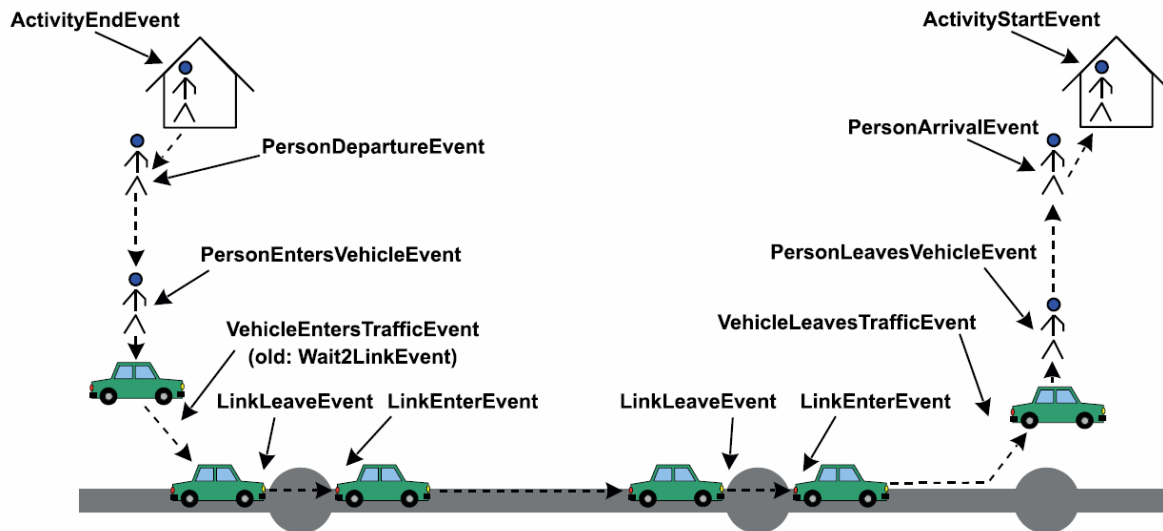 ActivityEndEvent
ActivityStartEvent
PersonDepartureEvent
PersonArrivalEvent
PersonEntersVehicleEvent
PersonLeavesVehicleEvent
VehicleEntersTrafficEvent
(old: Wait2LinkEvent)
VehicleLeavesTrafficEvent
LinkLeaveEvent
LinkEnterEvent
LinkLeaveEvent
LinkEnterEvent